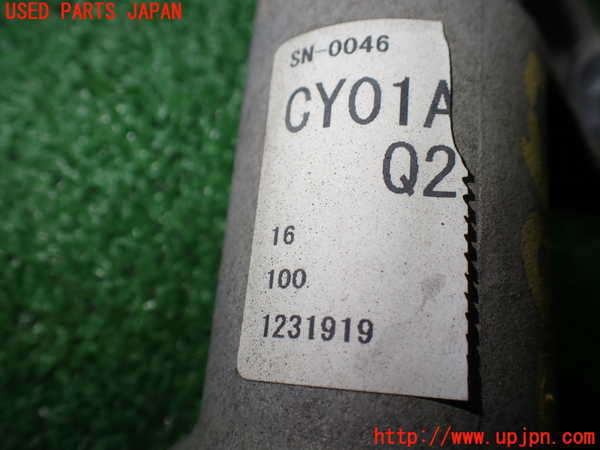 USED PARTS JAPAN
SN-0046
CY01A
Q2
16
100
1231919
http://www.upjpn.com/